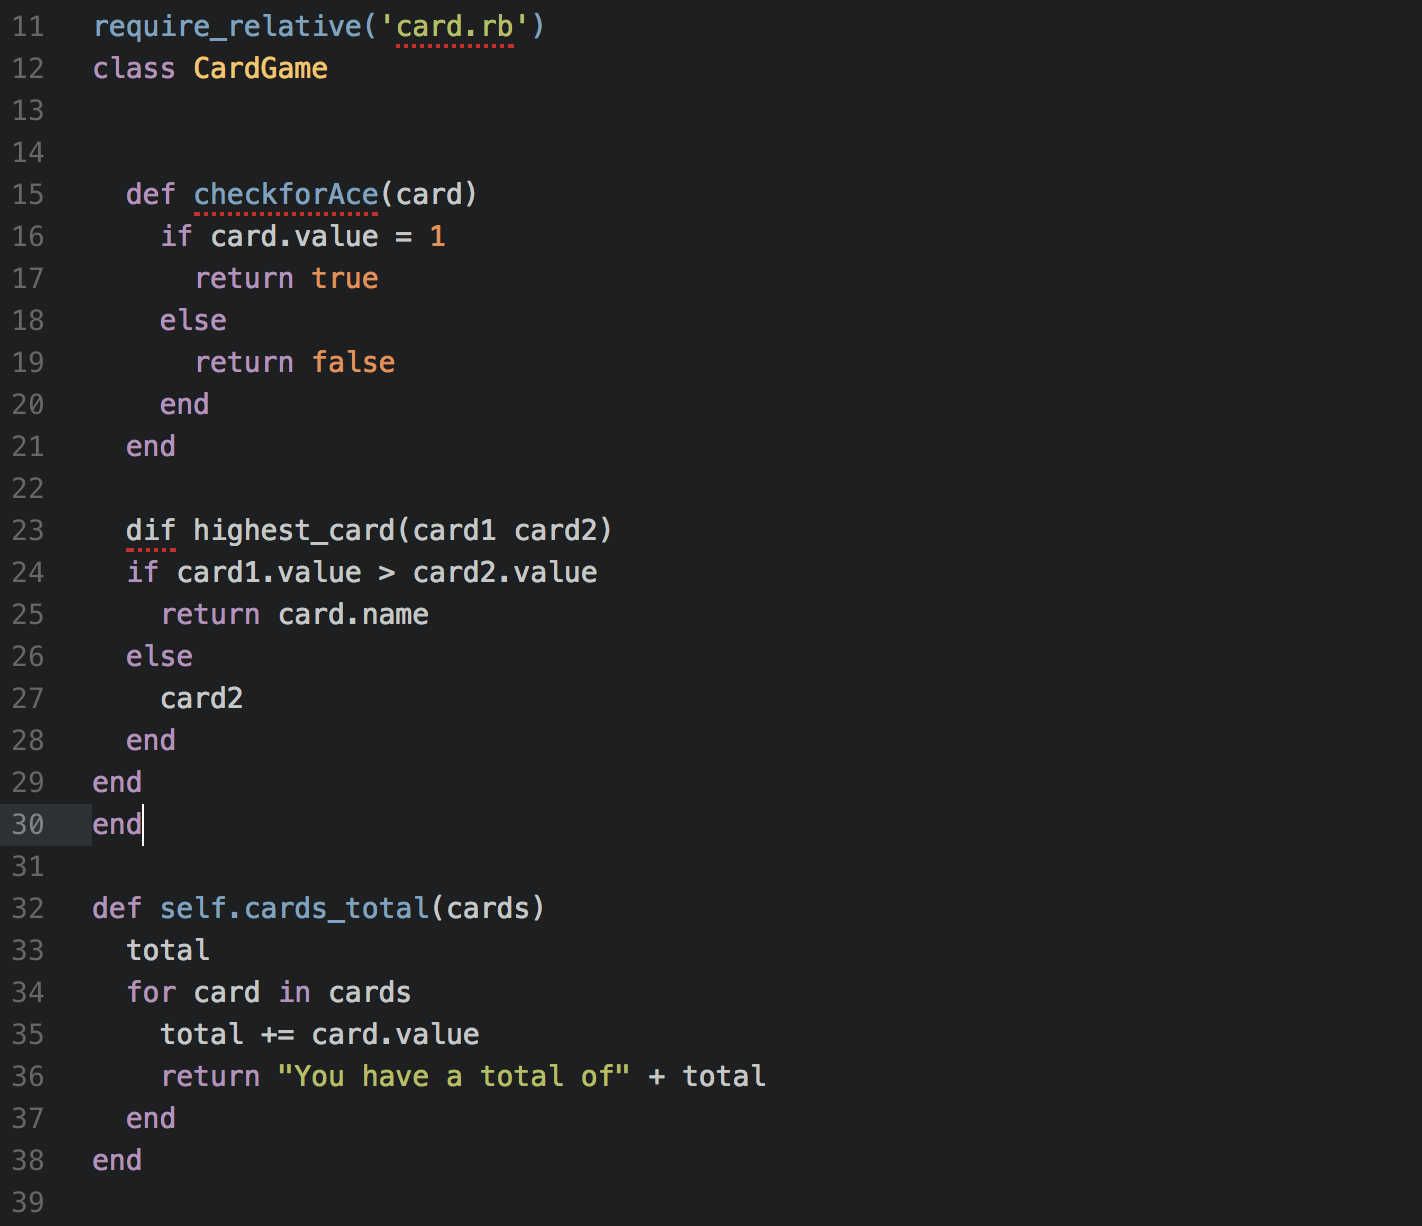 11 require_relative('card.rb')
12 class CardGame
13
14
15   def checkforAce(card)
16     if card.value = 1
17       return true
18     else
19       return false
20     end
21   end
22
23   dif highest_card(card1 card2)
24   if card1.value > card2.value
25     return card.name
26   else
27     card2
28   end
29 end
30 end
31
32 def self.cards_total(cards)
33   total
34   for card in cards
35     total += card.value
36     return "You have a total of" + total
37   end
38 end
39